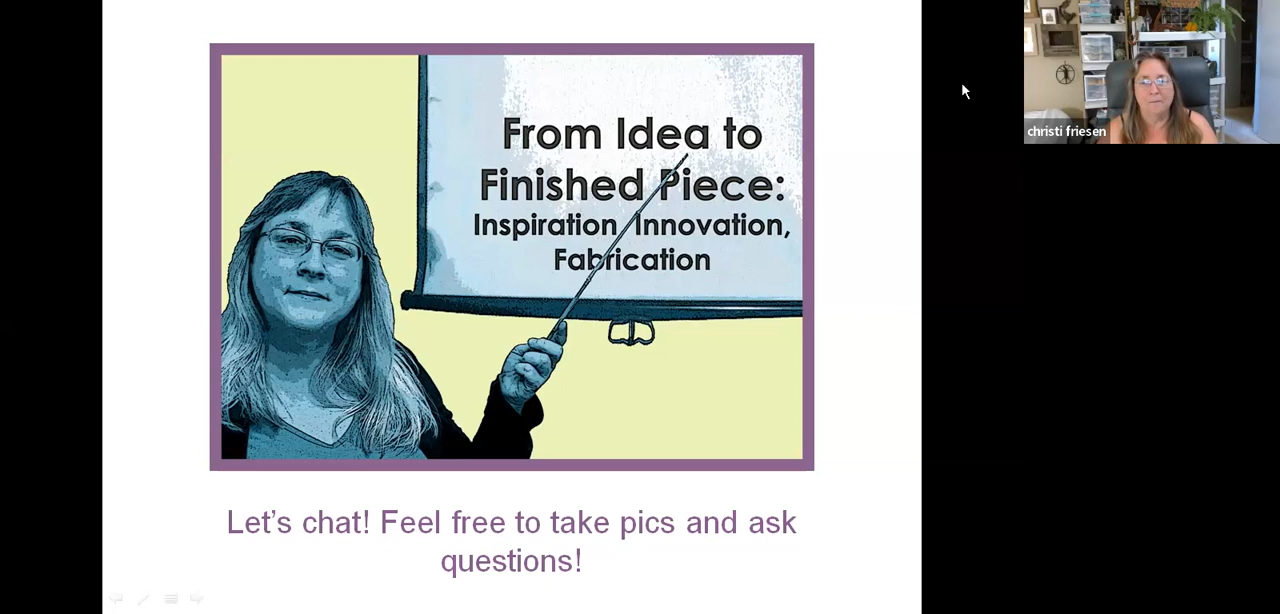 From Idea to
Finished Piece:
Inspiration, Innovation,
Fabrication
Let's chat! Feel free to take pics and ask
questions!
christi friesen